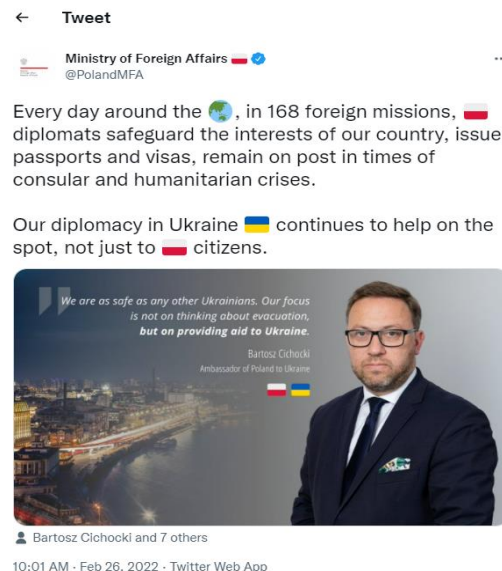 Tweet
Ministry of Foreign Affairs 🇵🇱
@PolandMFA
Every day around the 🌏, in 168 foreign missions, 🇵🇱
diplomats safeguard the interests of our country, issue
passports and visas, remain on post in times of
consular and humanitarian crises.
Our diplomacy in Ukraine 🇺🇦 continues to help on the
spot, not just to 🇵🇱 citizens.
We are as safe as any other Ukrainians. Our focus
is not on thinking about evacuation,
but on providing aid to Ukraine.
Bartosz Cichocki
Ambassador of Poland to Ukraine
Bartosz Cichocki and 7 others
10:01 AM · Feb 26, 2022 · Twitter Web App